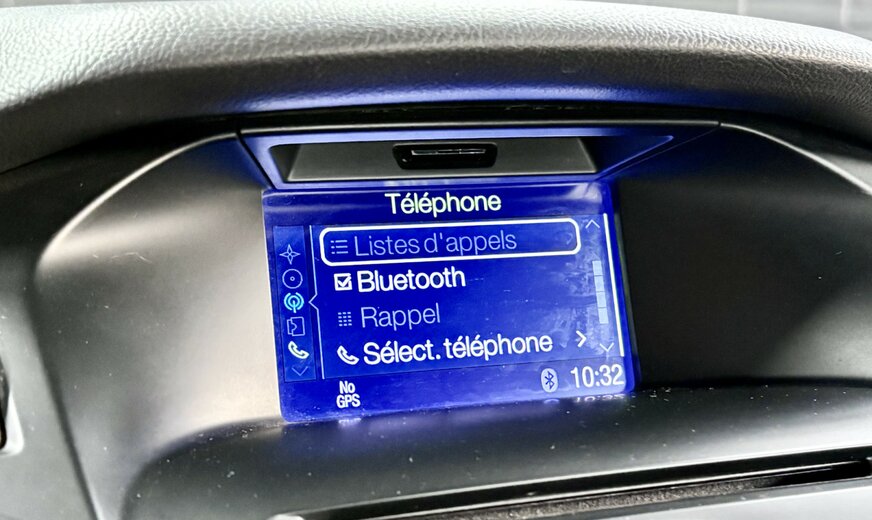 Téléphone
Listes d'appels
Bluetooth
Rappel
Sélect. téléphone
No
GPS
10:32